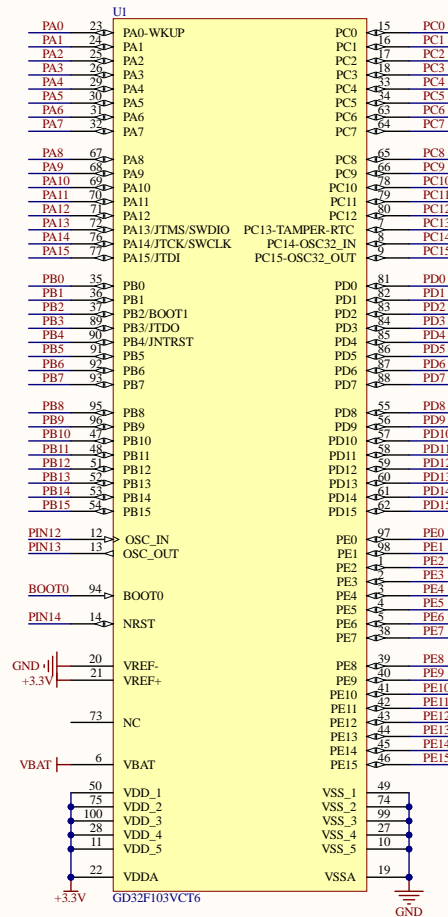 U1
PA0 23 PA0-WKUP PC0 15 PC0
PA1 24 PA1 PC1 16 PC1
PA2 25 PA2 PC2 17 PC2
PA3 26 PA3 PC3 18 PC3
PA4 29 PA4 PC4 33 PC4
PA5 30 PA5 PC5 34 PC5
PA6 31 PA6 PC6 63 PC6
PA7 32 PA7 PC7 64 PC7
PA8 67 PA8 PC8 65 PC8
PA9 68 PA9 PC9 66 PC9
PA10 69 PA10 PC10 78 PC10
PA11 70 PA11 PC11 79 PC11
PA12 71 PA12 PC12 80 PC12
PA13 72 PA13/JTMS/SWDIO PC13-TAMPER-RTC 7 PC13
PA14 76 PA14/JTCK/SWCLK PC14-OSC32_IN 8 PC14
PA15 77 PA15/JTDI PC15-OSC32_OUT 9 PC15
PB0 35 PB0 PD0 81 PD0
PB1 36 PB1 PD1 82 PD1
PB2 37 PB2/BOOT1 PD2 83 PD2
PB3 89 PB3/JTDO PD3 84 PD3
PB4 90 PB4/JNTRST PD4 85 PD4
PB5 91 PB5 PD5 86 PD5
PB6 92 PB6 PD6 87 PD6
PB7 93 PB7 PD7 88 PD7
PB8 95 PB8 PD8 55 PD8
PB9 96 PB9 PD9 56 PD9
PB10 47 PB10 PD10 57 PD10
PB11 48 PB11 PD11 58 PD11
PB12 51 PB12 PD12 59 PD12
PB13 52 PB13 PD13 60 PD13
PB14 53 PB14 PD14 61 PD14
PB15 54 PB15 PD15 62 PD15
PIN12 12 OSC_IN PE0 97 PE0
PIN13 13 OSC_OUT PE1 98 PE1
PE2 1 PE2
PE3 2 PE3
BOOT0 94 BOOT0 PE4 3 PE4
PE5 4 PE5
PIN14 14 NRST PE6 5 PE6
PE7 38 PE7
GND 20 VREF- PE8 39 PE8
+3.3V 21 VREF+ PE9 40 PE9
PE10 41 PE10
PE11 42 PE11
73 NC PE12 43 PE12
PE13 44 PE13
PE14 45 PE14
VBAT 6 VBAT PE15 46 PE15
50 VDD_1 VSS_1 49
75 VDD_2 VSS_2 74
100 VDD_3 VSS_3 99
28 VDD_4 VSS_4 27
11 VDD_5 VSS_5 10
22 VDDA VSSA 19
+3.3V GD32F103VCT6 GND